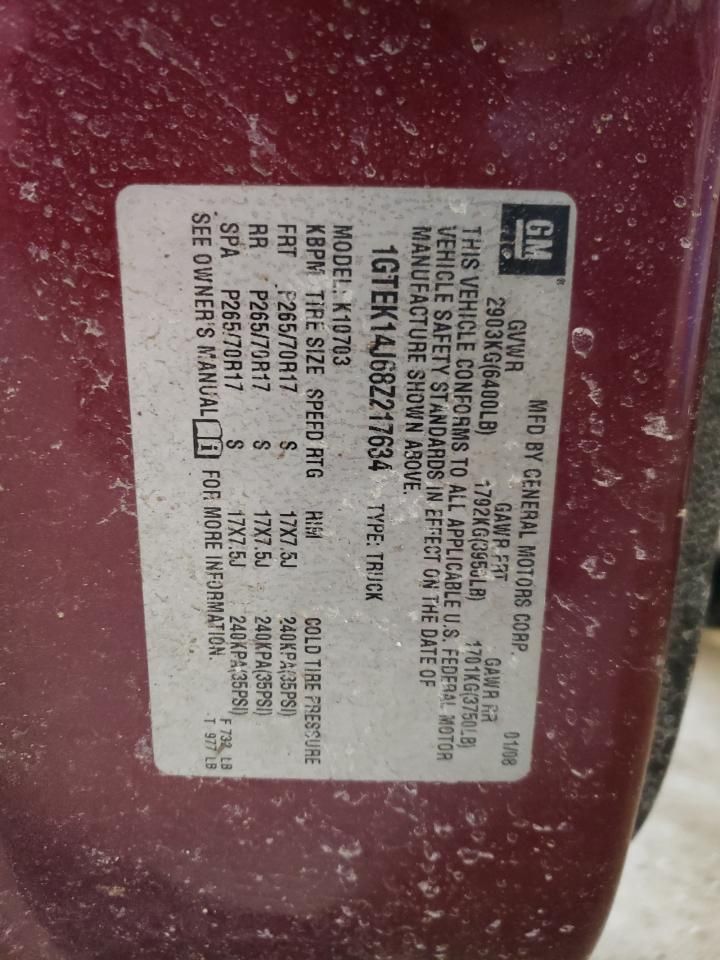 GM
®
MFD BY GENERAL MOTORS CORP. 01/08
GVWR GAWR FRT GAWR RR
2903KG(6400LB) 1792KG(3950LB) 1701KG(3750LB)
THIS VEHICLE CONFORMS TO ALL APPLICABLE U.S. FEDERAL MOTOR
VEHICLE SAFETY STANDARDS IN EFFECT ON THE DATE OF
MANUFACTURE SHOWN ABOVE.
1GTEK14J68Z217634 TYPE: TRUCK
MODEL: K10703
KBPM TIRE SIZE SPEED RTG RIM COLD TIRE PRESSURE
FRT P265/70R17 S 17X7.5J 240KPA(35PSI)
RR P265/70R17 S 17X7.5J 240KPA(35PSI)
SPA P265/70R17 S 17X7.5J 240KPA(35PSI)
SEE OWNER'S MANUAL FOR MORE INFORMATION.
F 732 LB
T 977 LB